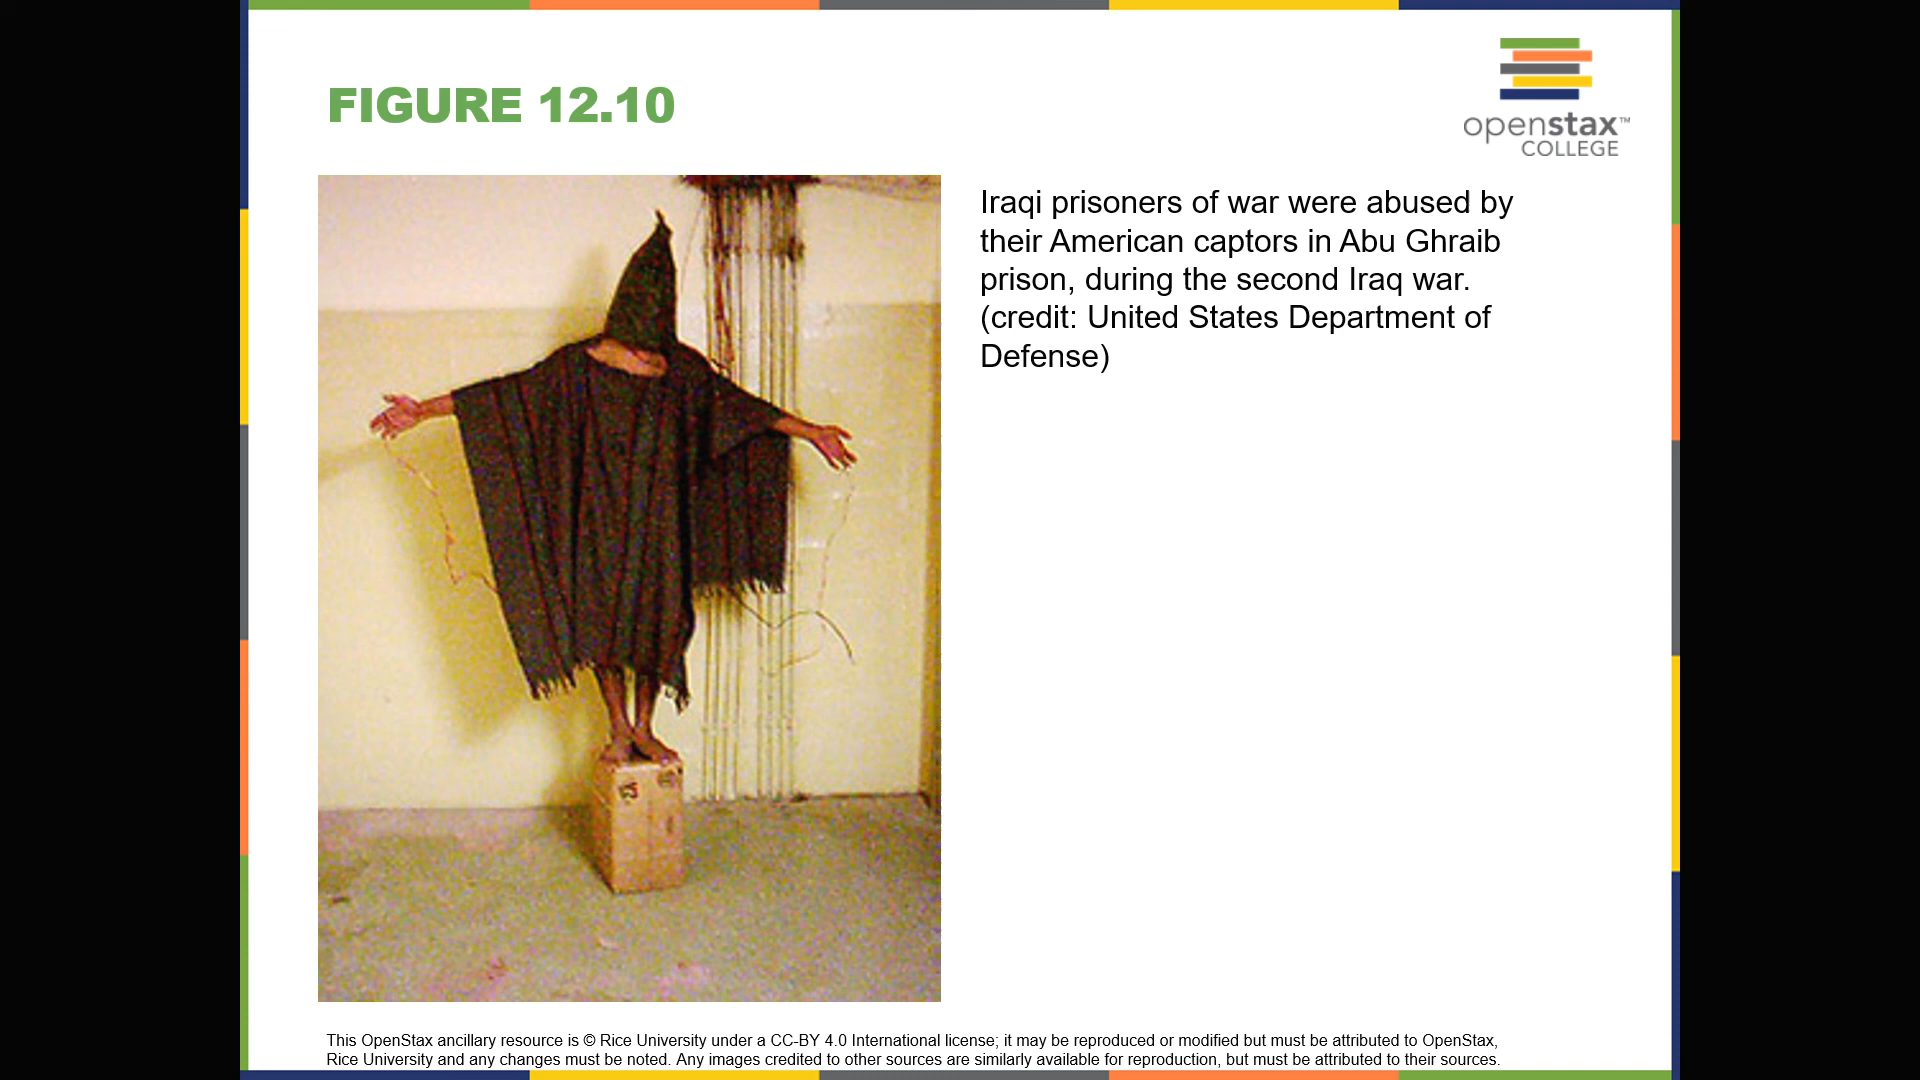 FIGURE 12.10
openstax™
COLLEGE
Iraqi prisoners of war were abused by
their American captors in Abu Ghraib
prison, during the second Iraq war.
(credit: United States Department of
Defense)
This OpenStax ancillary resource is © Rice University under a CC-BY 4.0 International license; it may be reproduced or modified but must be attributed to OpenStax,
Rice University and any changes must be noted. Any images credited to other sources are similarly available for reproduction, but must be attributed to their sources.